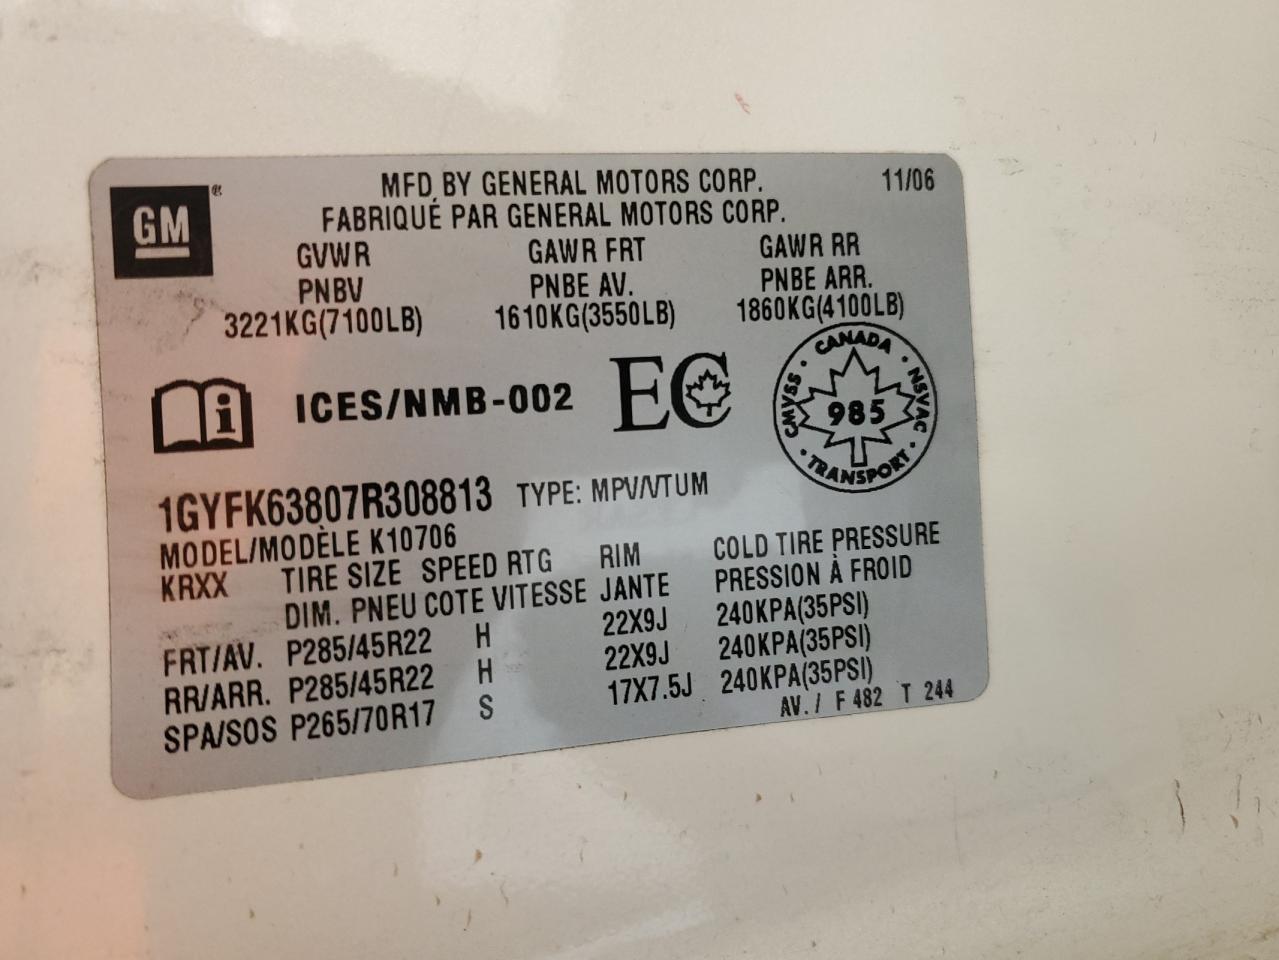 GM®
MFD BY GENERAL MOTORS CORP. 11/06
FABRIQUÉ PAR GENERAL MOTORS CORP.
GVWR GAWR FRT GAWR RR
PNBV PNBE AV. PNBE ARR.
3221KG(7100LB) 1610KG(3550LB) 1860KG(4100LB)
i ICES/NMB-002 EC
CANADA
CMVSS 985 NSVAC
TRANSPORT
1GYFK63807R308813 TYPE: MPV/VTUM
MODEL/MODÈLE K10706
KRXX TIRE SIZE SPEED RTG RIM COLD TIRE PRESSURE
DIM. PNEU COTE VITESSE JANTE PRESSION À FROID
FRT/AV. P285/45R22 H 22X9J 240KPA(35PSI)
RR/ARR. P285/45R22 H 22X9J 240KPA(35PSI)
SPA/SOS P265/70R17 S 17X7.5J 240KPA(35PSI)
AV. / F 482 T 244